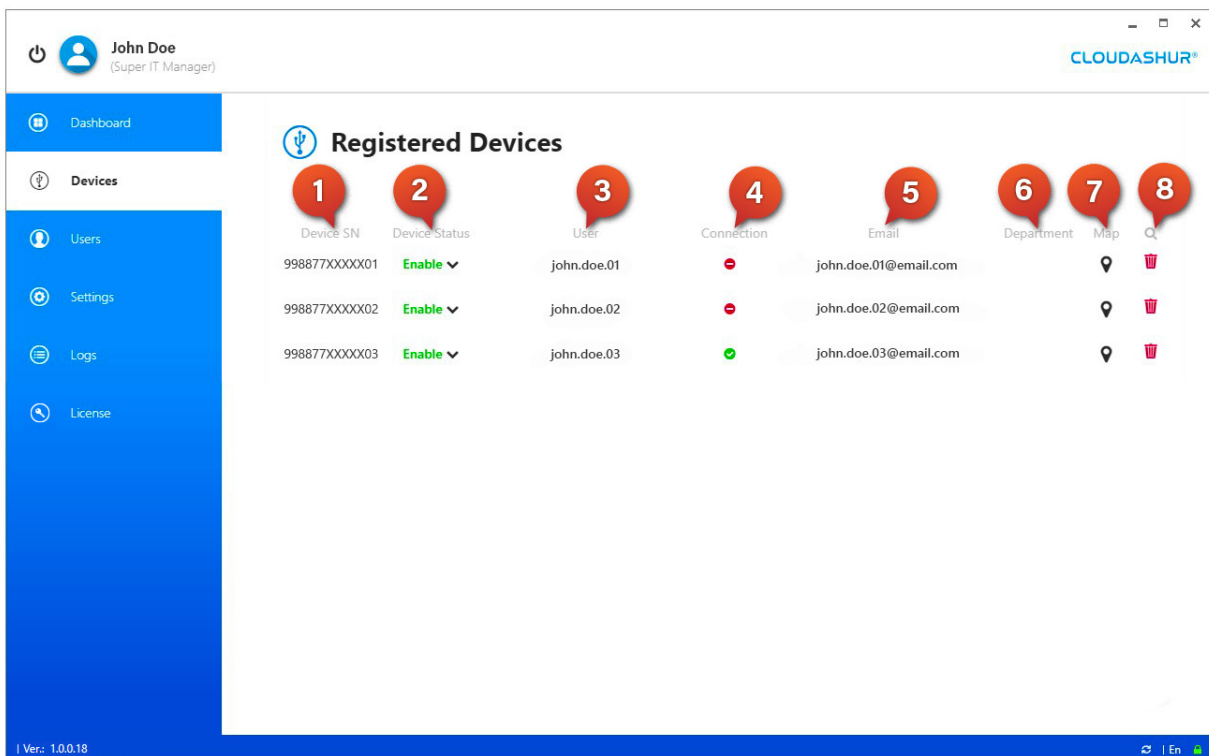 John Doe
(Super IT Manager)
CLOUDASHUR®
Dashboard
Devices
Users
Settings
Logs
License
Registered Devices
1 2 3 4 5 6 7 8
Device SN Device Status User Connection Email Department Map
998877XXXXX01 Enable john.doe.01 john.doe.01@email.com
998877XXXXX02 Enable john.doe.02 john.doe.02@email.com
998877XXXXX03 Enable john.doe.03 john.doe.03@email.com
| Ver.: 1.0.0.18
| En